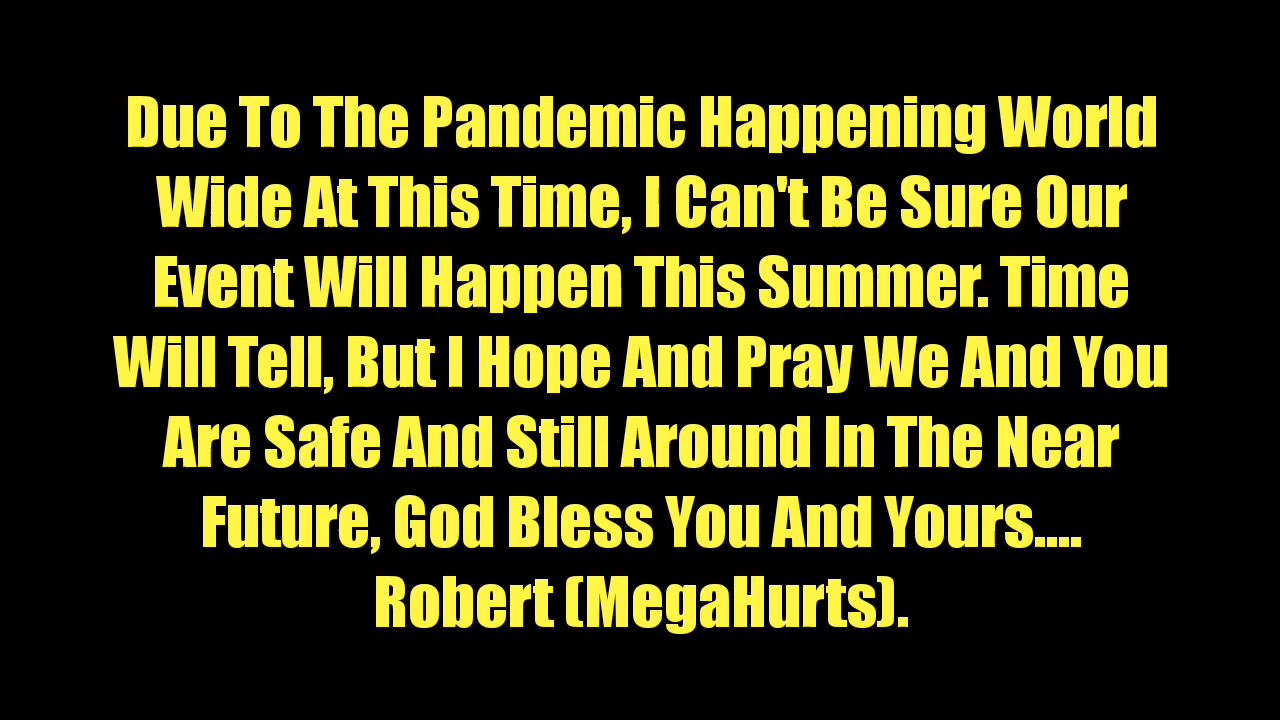 Due To The Pandemic Happening World
Wide At This Time, I Can't Be Sure Our
Event Will Happen This Summer. Time
Will Tell, But I Hope And Pray We And You
Are Safe And Still Around In The Near
Future, God Bless You And Yours....
Robert (MegaHurts).